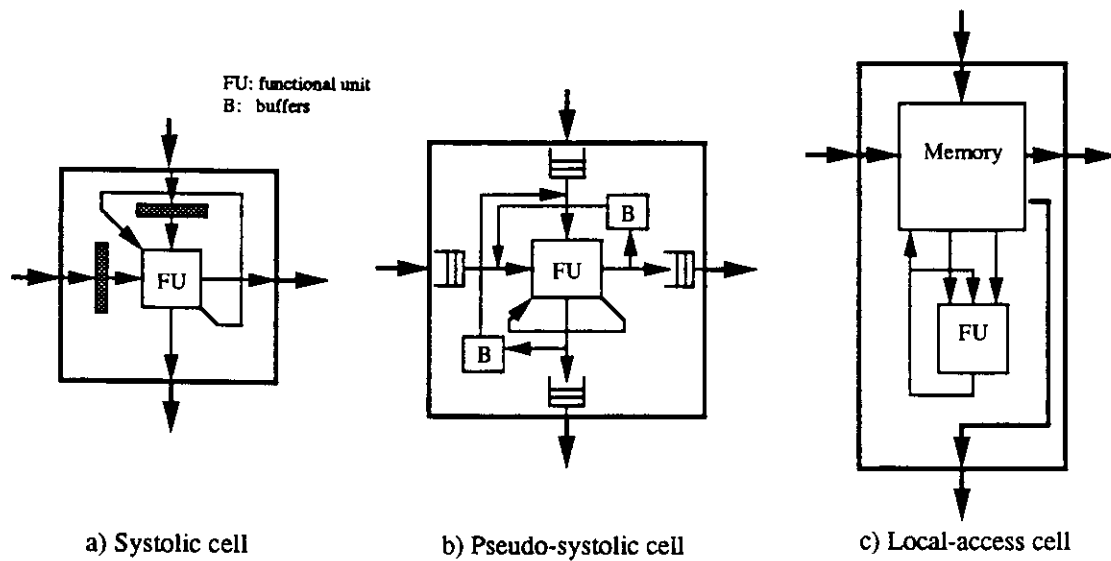 FU: functional unit
B: buffers
FU
B
FU
B
Memory
FU
a) Systolic cell
b) Pseudo-systolic cell
c) Local-access cell